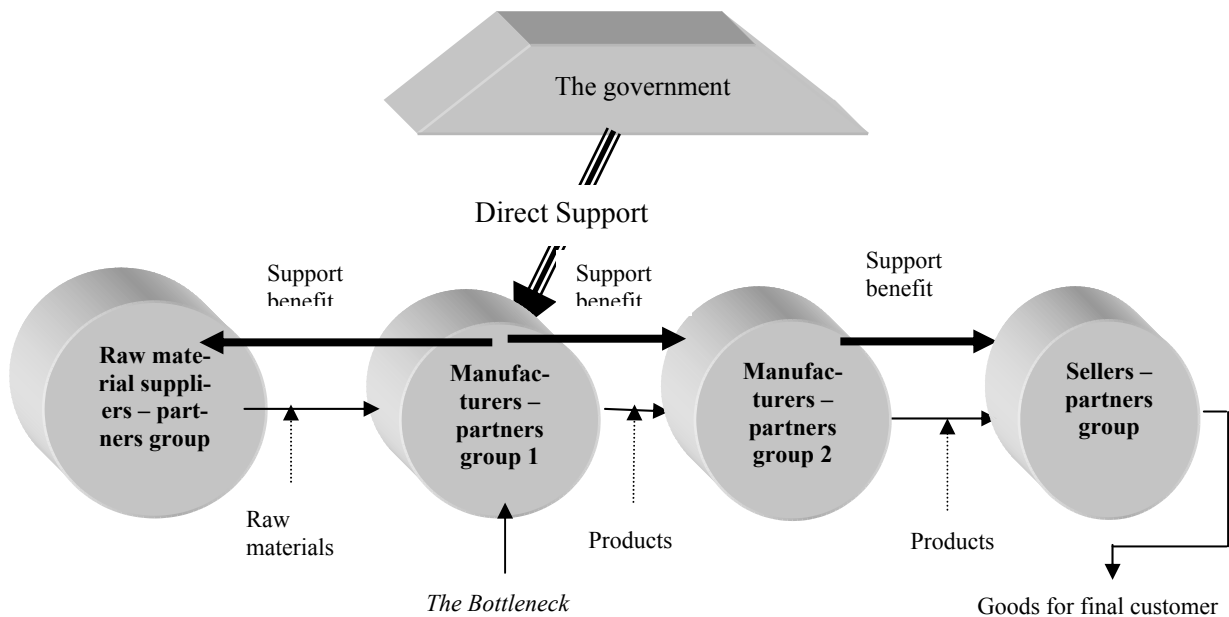 The government
Direct Support
Support
benefit
Support
benefit
Support
benefit
Raw mate-
rial suppli-
ers – part-
ners group
Manufac-
turers –
partners
group 1
Manufac-
turers –
partners
group 2
Sellers –
partners
group
Raw
materials
Products
Products
The Bottleneck
Goods for final customer